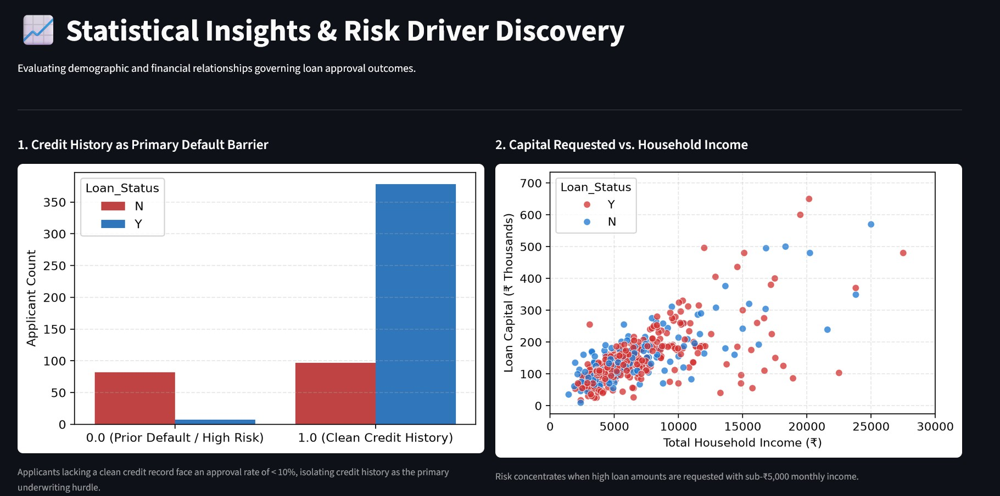 📈 Statistical Insights & Risk Driver Discovery
Evaluating demographic and financial relationships governing loan approval outcomes.
1. Credit History as Primary Default Barrier
Loan_Status
N
Y
350
300
250
200
150
100
50
0
Applicant Count
0.0 (Prior Default / High Risk)
1.0 (Clean Credit History)
Applicants lacking a clean credit record face an approval rate of < 10%, isolating credit history as the primary
underwriting hurdle.
2. Capital Requested vs. Household Income
Loan_Status
Y
N
700
600
500
400
300
200
100
0
Loan Capital (₹ Thousands)
0
5000
10000
15000
20000
25000
30000
Total Household Income (₹)
Risk concentrates when high loan amounts are requested with sub-₹5,000 monthly income.